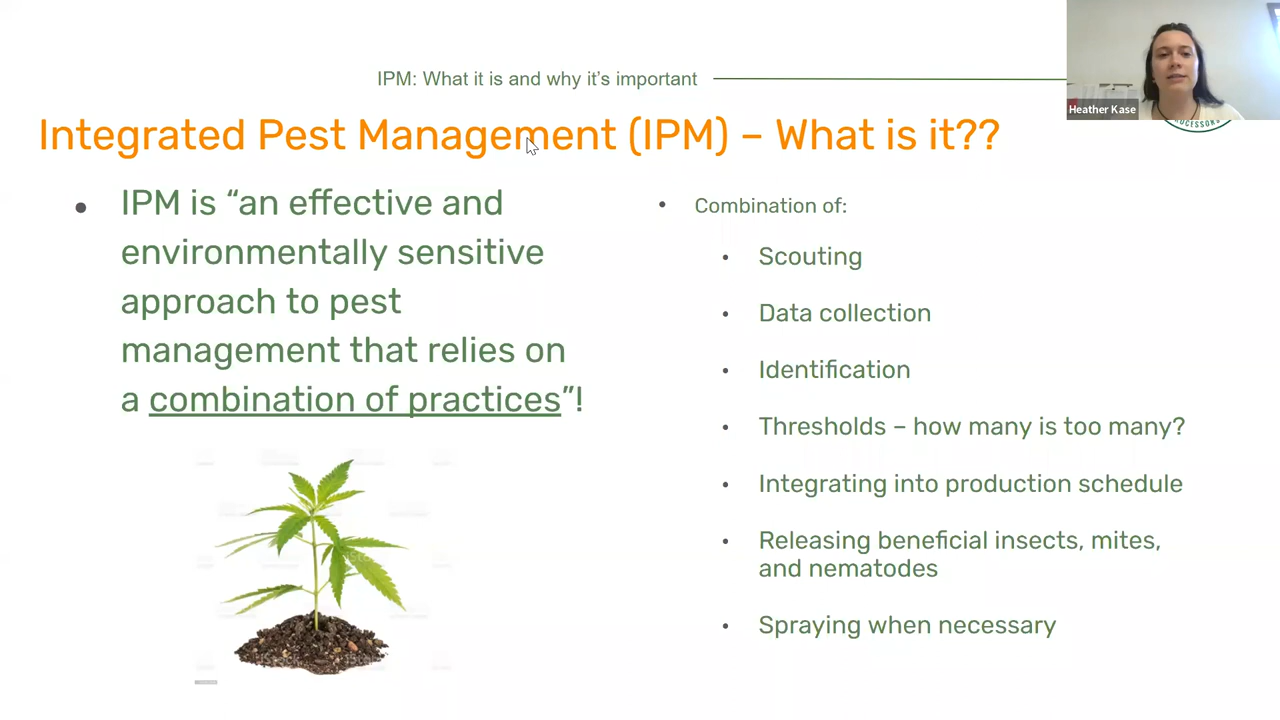 IPM: What it is and why it's important
Heather Kase
Integrated Pest Management (IPM) – What is it??
• IPM is “an effective and
environmentally sensitive
approach to pest
management that relies on
a combination of practices”!
• Combination of:
• Scouting
• Data collection
• Identification
• Thresholds – how many is too many?
• Integrating into production schedule
• Releasing beneficial insects, mites,
and nematodes
• Spraying when necessary